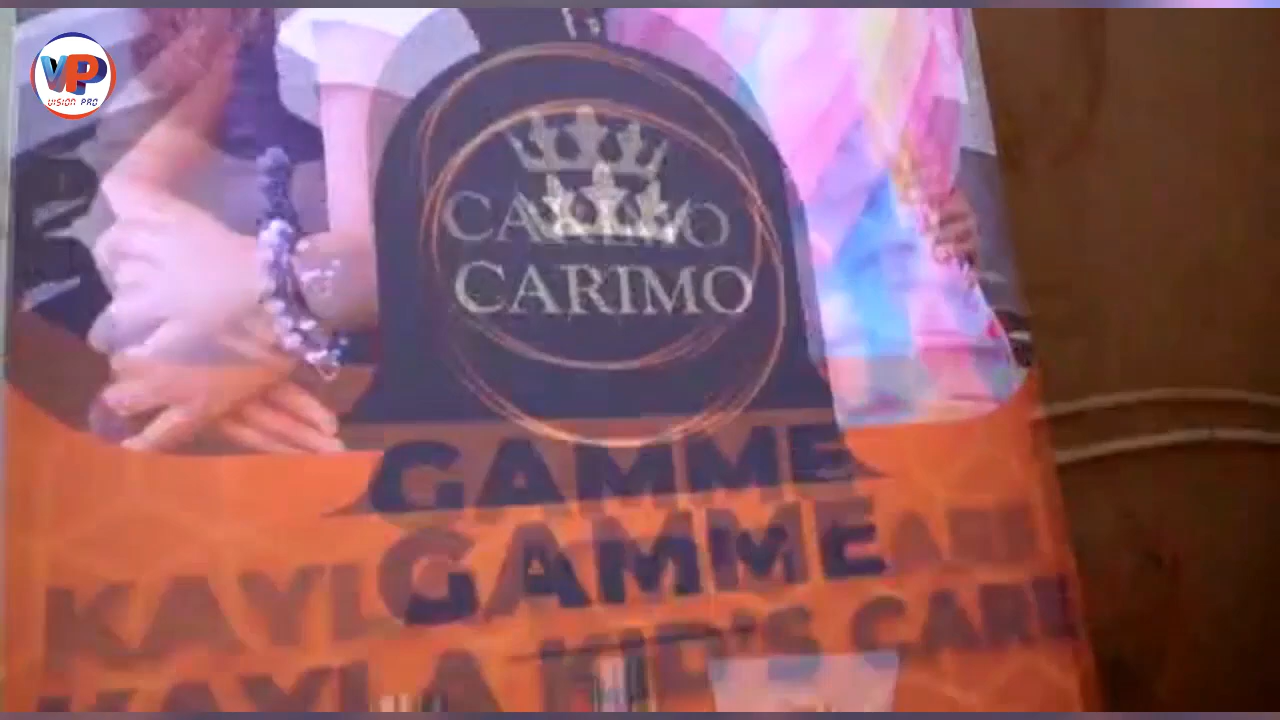 VP
VISION PRO
CARIMO
CARIMO
GAMME
GAMME
KAYLA KID'S CARE